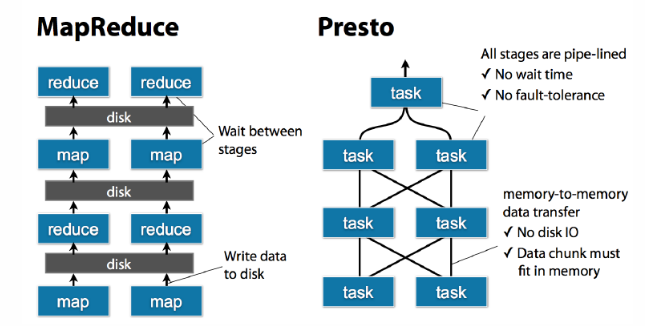 MapReduce
reduce reduce
disk
map map
disk
reduce reduce
disk
map map
Wait between
stages
Write data
to disk
Presto
task
task task
task task
task task
All stages are pipe-lined
✓ No wait time
✓ No fault-tolerance
memory-to-memory
data transfer
✓ No disk IO
✓ Data chunk must
fit in memory